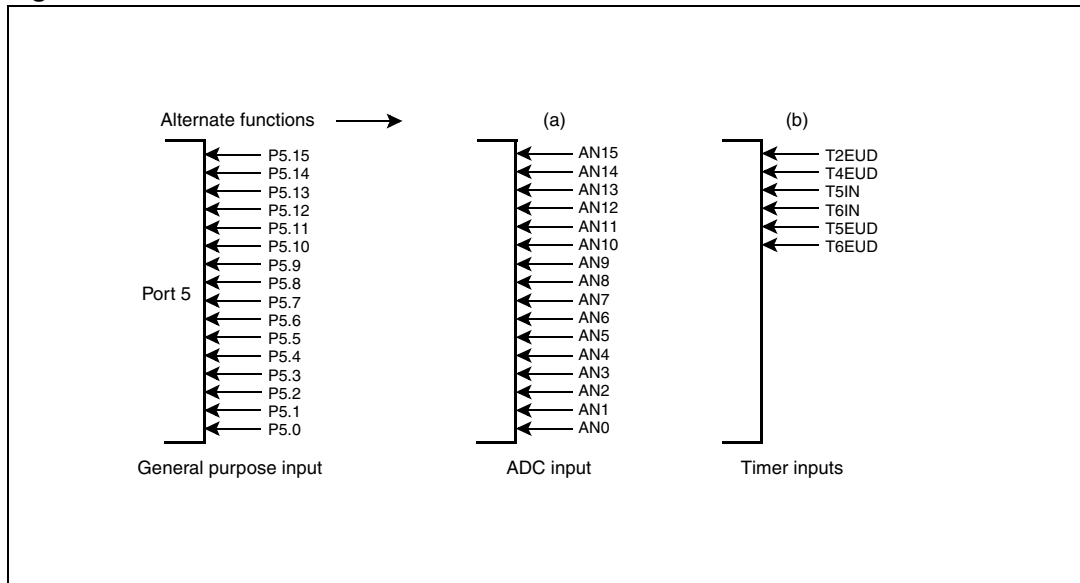 Alternate functions (a) (b)
P5.15 AN15 T2EUD
P5.14 AN14 T4EUD
P5.13 AN13 T5IN
P5.12 AN12 T6IN
P5.11 AN11 T5EUD
P5.10 AN10 T6EUD
P5.9 AN9
P5.8 AN8
Port 5 P5.7 AN7
P5.6 AN6
P5.5 AN5
P5.4 AN4
P5.3 AN3
P5.2 AN2
P5.1 AN1
P5.0 AN0
General purpose input ADC input Timer inputs